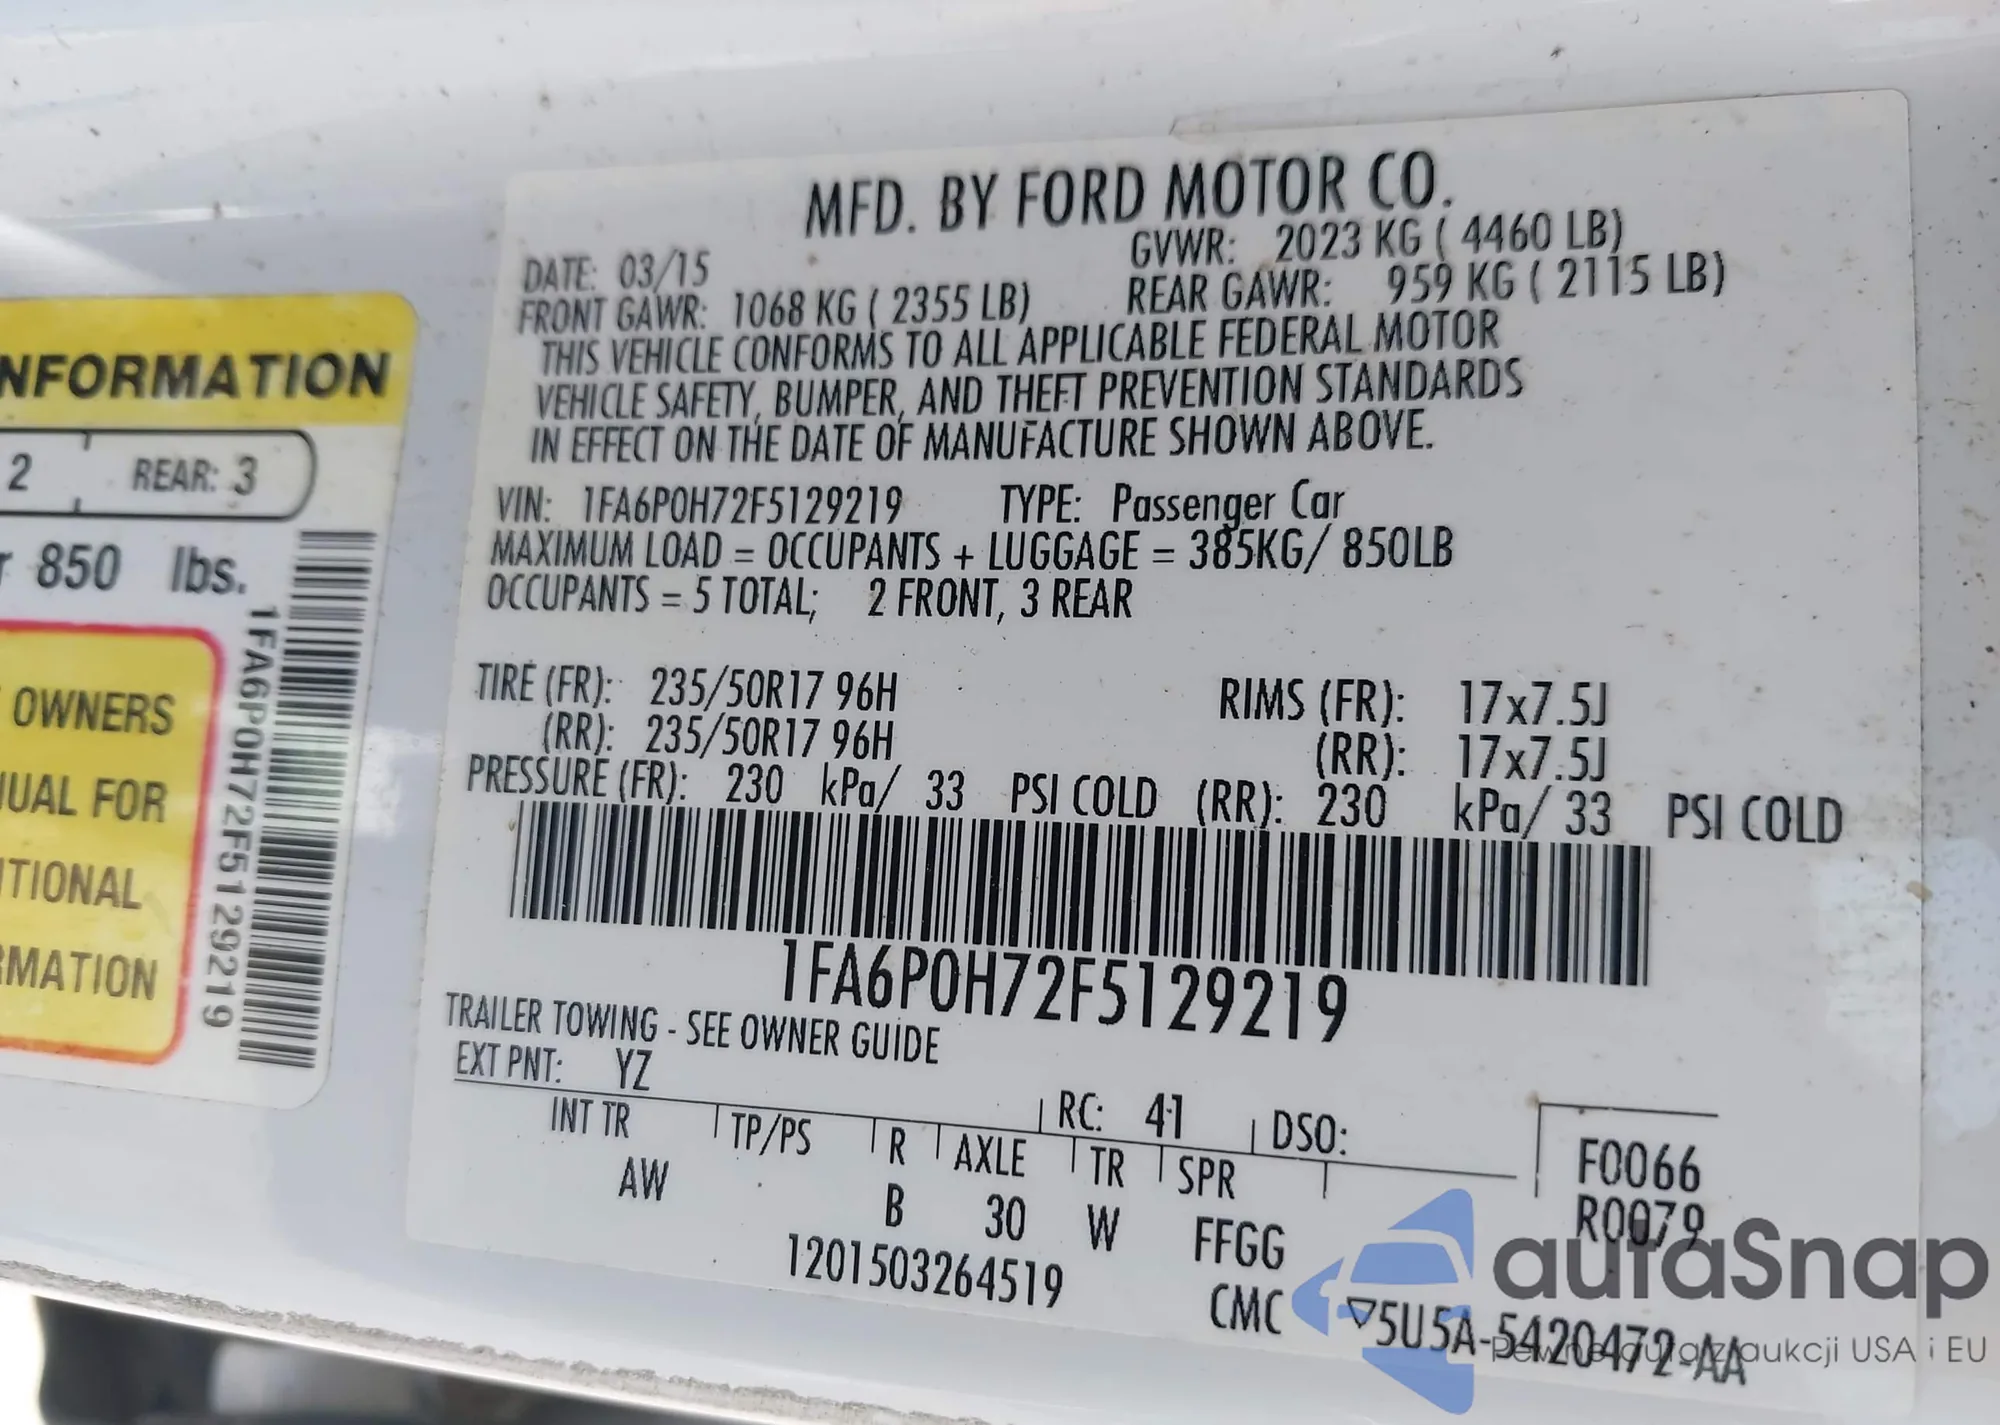 MFD. BY FORD MOTOR CO.
DATE: 03/15 GVWR: 2023 KG ( 4460 LB)
FRONT GAWR: 1068 KG ( 2355 LB) REAR GAWR: 959 KG ( 2115 LB)
THIS VEHICLE CONFORMS TO ALL APPLICABLE FEDERAL MOTOR
VEHICLE SAFETY, BUMPER, AND THEFT PREVENTION STANDARDS
IN EFFECT ON THE DATE OF MANUFACTURE SHOWN ABOVE.
VIN: 1FA6P0H72F5129219 TYPE: Passenger Car
MAXIMUM LOAD = OCCUPANTS + LUGGAGE = 385KG/ 850LB
OCCUPANTS = 5 TOTAL; 2 FRONT, 3 REAR
TIRE (FR): 235/50R17 96H RIMS (FR): 17x7.5J
(RR): 235/50R17 96H (RR): 17x7.5J
PRESSURE (FR): 230 kPa/ 33 PSI COLD (RR): 230 kPa/ 33 PSI COLD
1FA6P0H72F5129219
TRAILER TOWING - SEE OWNER GUIDE
EXT PNT: YZ RC: 41 DSO:
INT TR TP/PS R AXLE TR SPR F0066
AW B 30 W FFGG R0079
1201503264519 CMC ▽5U5A-5420472-AA
NFORMATION
2 REAR: 3
r 850 lbs.
1FA6P0H72F5129219
OWNERS
UAL FOR
ITIONAL
RMATION
autaSnap
Pewne auta z aukcji USA i EU